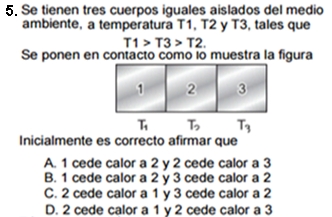 5. Se tienen tres cuerpos iguales aislados del medio
ambiente, a temperatura T1, T2 y T3, tales que
T1 > T3 > T2.
Se ponen en contacto como lo muestra la figura
1 2 3
T₁ T₂ T₃
Inicialmente es correcto afirmar que
A. 1 cede calor a 2 y 2 cede calor a 3
B. 1 cede calor a 2 y 3 cede calor a 2
C. 2 cede calor a 1 y 3 cede calor a 2
D. 2 cede calor a 1 y 2 cede calor a 3